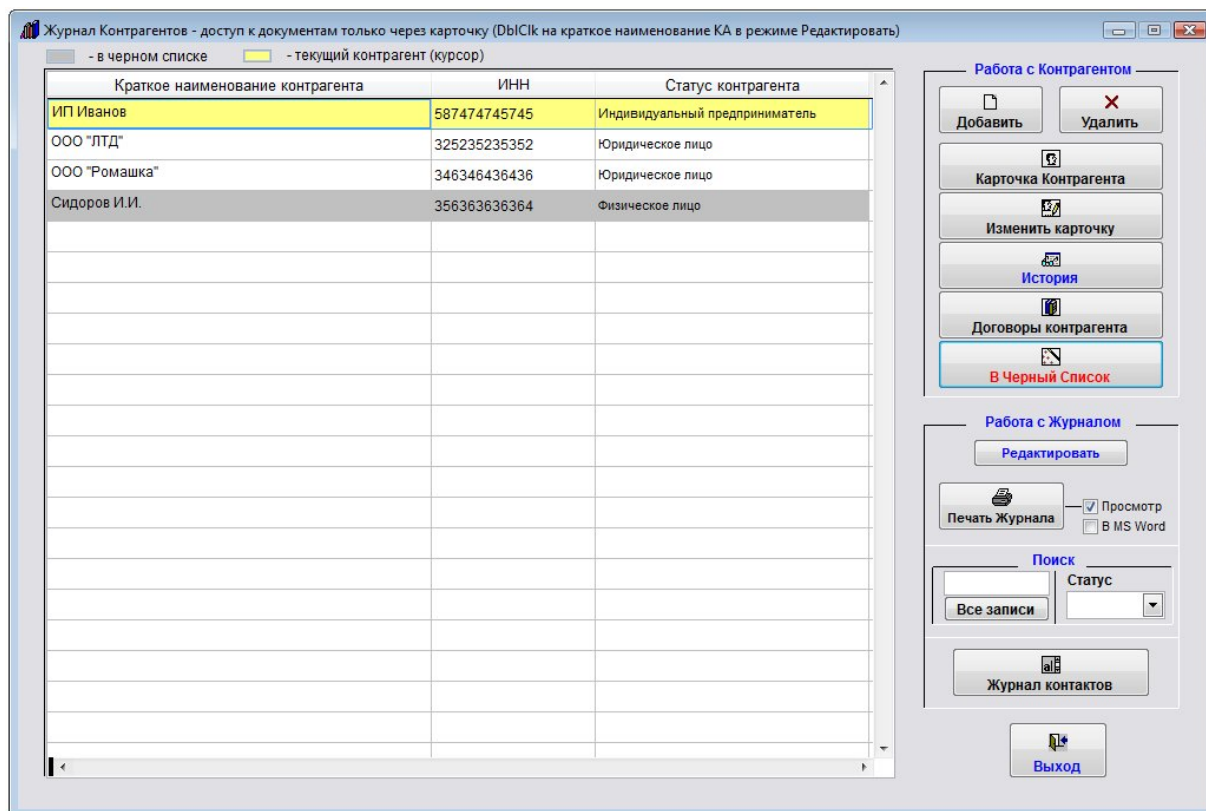 Журнал Контрагентов - доступ к документам только через карточку (DblClk на краткое наименование КА в режиме Редактировать)
- в черном списке - текущий контрагент (курсор)
Краткое наименование контрагента ИНН Статус контрагента
ИП Иванов 587474745745 Индивидуальный предприниматель
ООО "ЛТД" 325235235352 Юридическое лицо
ООО "Ромашка" 346346436436 Юридическое лицо
Сидоров И.И. 356363636364 Физическое лицо
Работа с Контрагентом
Добавить Удалить
Карточка Контрагента
Изменить карточку
История
Договоры контрагента
В Черный Список
Работа с Журналом
Редактировать
Печать Журнала
Просмотр
В MS Word
Поиск
Статус
Все записи
Журнал контактов
Выход